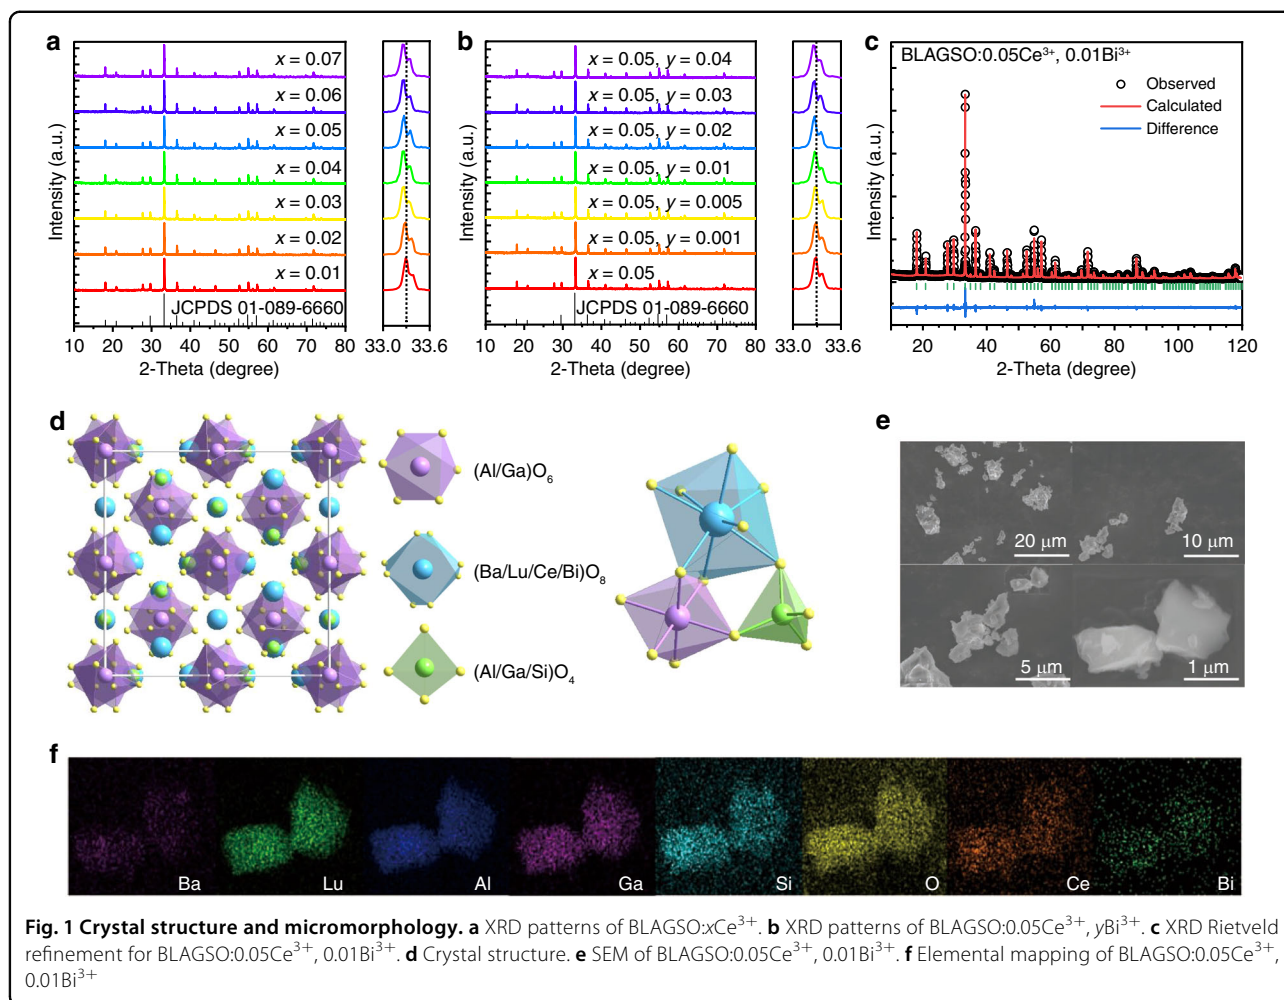 a
x = 0.07
x = 0.06
x = 0.05
x = 0.04
x = 0.03
x = 0.02
x = 0.01
JCPDS 01-089-6660
Intensity (a.u.)
10 20 30 40 50 60 70 80
33.0 33.6
2-Theta (degree)
b
x = 0.05, y = 0.04
x = 0.05, y = 0.03
x = 0.05, y = 0.02
x = 0.05, y = 0.01
x = 0.05, y = 0.005
x = 0.05, y = 0.001
x = 0.05
JCPDS 01-089-6660
Intensity (a.u.)
10 20 30 40 50 60 70 80
33.0 33.6
2-Theta (degree)
c
BLAGSO:0.05Ce³⁺, 0.01Bi³⁺
Observed
Calculated
Difference
Intensity (a.u.)
20 40 60 80 100 120
2-Theta (degree)
d
(Al/Ga)O₆
(Ba/Lu/Ce/Bi)O₈
(Al/Ga/Si)O₄
e
20 μm
10 μm
5 μm
1 μm
f
Ba
Lu
Al
Ga
Si
O
Ce
Bi
Fig. 1 Crystal structure and micromorphology. a XRD patterns of BLAGSO:xCe³⁺. b XRD patterns of BLAGSO:0.05Ce³⁺, yBi³⁺. c XRD Rietveld
refinement for BLAGSO:0.05Ce³⁺, 0.01Bi³⁺. d Crystal structure. e SEM of BLAGSO:0.05Ce³⁺, 0.01Bi³⁺. f Elemental mapping of BLAGSO:0.05Ce³⁺,
0.01Bi³⁺